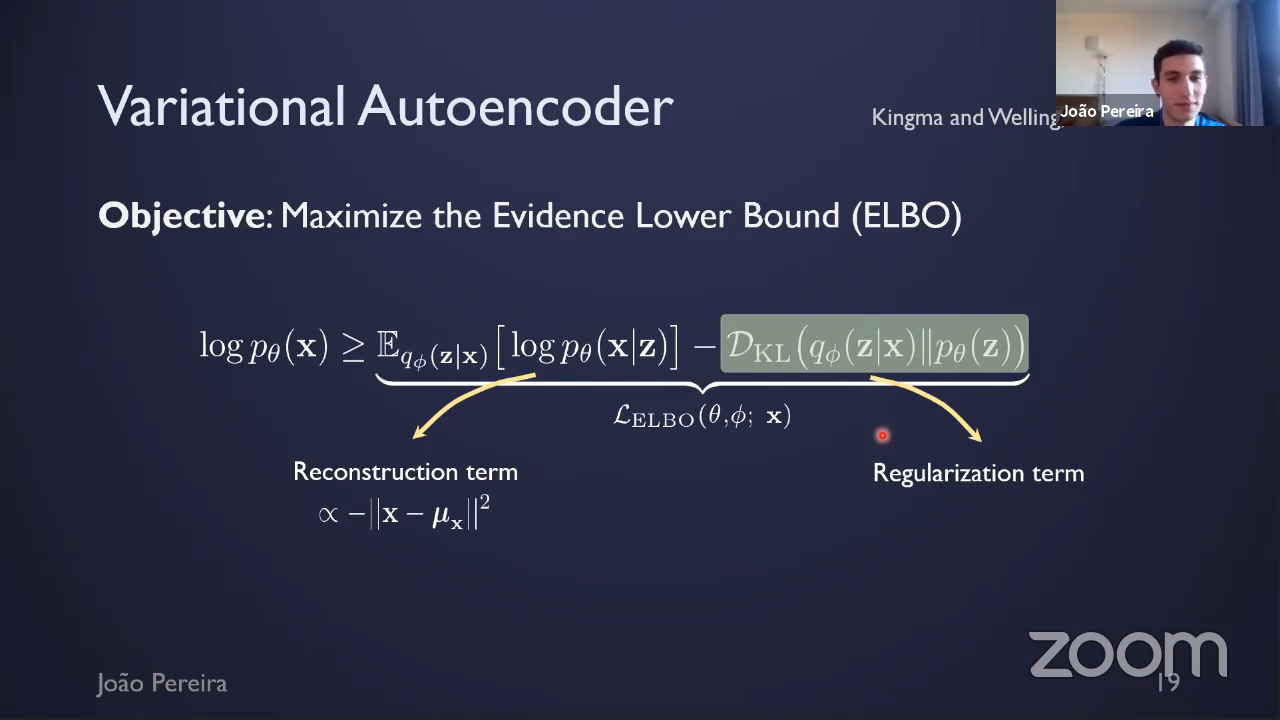 Variational Autoencoder
Kingma and Welling,
João Pereira
Objective: Maximize the Evidence Lower Bound (ELBO)
log p_θ(x) ≥ 𝔼_{q_ϕ(z|x)}[log p_θ(x|z)] − 𝒟_KL(q_ϕ(z|x)‖p_θ(z))
ℒ_ELBO(θ,ϕ; x)
Reconstruction term
∝ −||x − μ_x||²
Regularization term
João Pereira
zoom
19